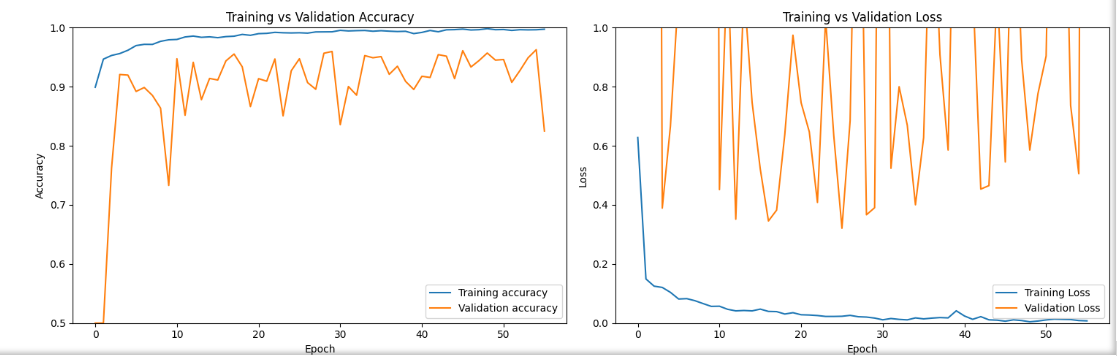 Training vs Validation Accuracy
1.0
0.9
0.8
0.7
0.6
0.5
Accuracy
0 10 20 30 40 50
Epoch
Training accuracy
Validation accuracy
Training vs Validation Loss
1.0
0.8
0.6
0.4
0.2
0.0
Loss
0 10 20 30 40 50
Epoch
Training Loss
Validation Loss